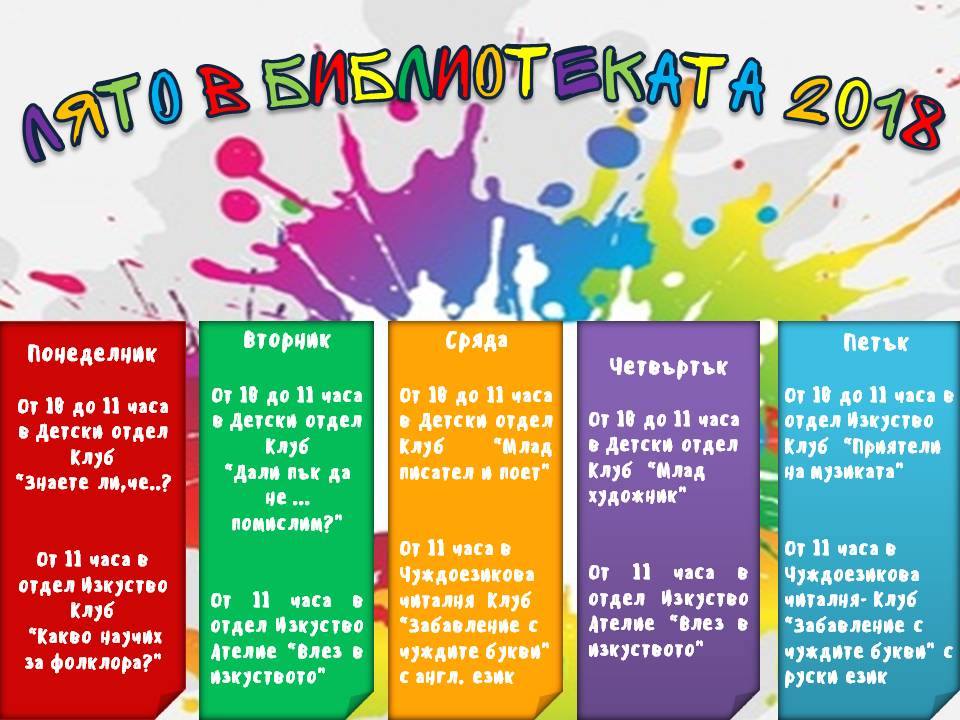 ЛЯТО В БИБЛИОТЕКАТА 2018
Понеделник
От 10 до 11 часа
в Детски отдел
Клуб
"Знаете ли,че..?
От 11 часа в
отдел Изкуство
Клуб
"Какво научих
за фолклора?"
Вторник
От 10 до 11 часа
в Детски отдел
Клуб
"Дали пък да
не ...
помислим?"
От 11 часа в
отдел Изкуство
Ателие "Влез в
изкуството"
Сряда
От 10 до 11 часа
в Детски отдел
Клуб "Млад
писател и поет"
От 11 часа в
Чуждоезикова
читалня Клуб
"Забавление с
чуждите букви"
с англ. език
Четвъртък
От 10 до 11 часа
в Детски отдел
Клуб "Млад
художник"
От 11 часа в
отдел Изкуство
Ателие "Влез в
изкуството"
Петък
От 10 до 11 часа в
отдел Изкуство
Клуб "Приятели
на музиката"
От 11 часа в
Чуждоезикова
читалня- Клуб
"Забавление с
чуждите букви" с
руски език